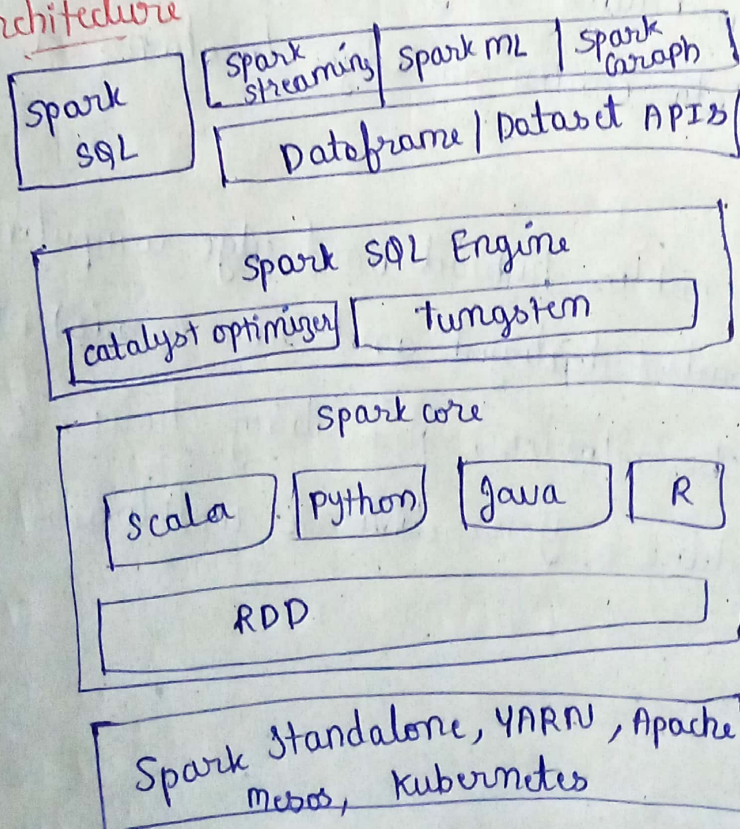 rchitecture
Spark
SQL
Spark
streaming
Spark ML
Spark
Graph
Dataframe | Dataset APIs
Spark SQL Engine
catalyst optimizer
tungsten
Spark core
Scala
Python
Java
R
RDD
Spark Standalone, YARN, Apache
mesos, Kubernetes